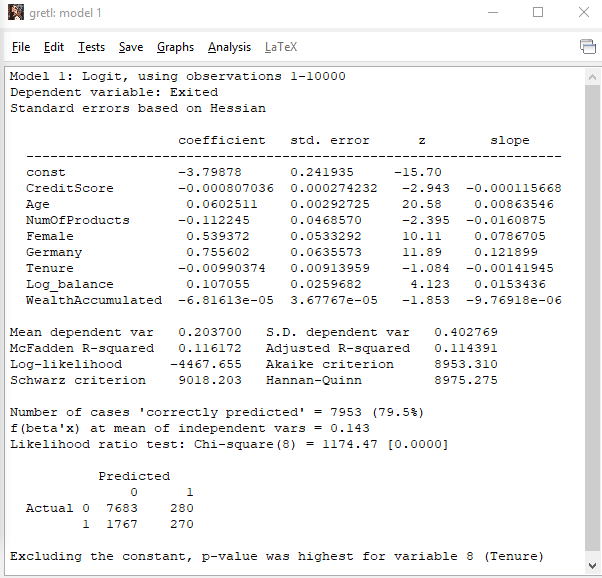 gretl: model 1
File Edit Tests Save Graphs Analysis LaTeX
Model 1: Logit, using observations 1-10000
Dependent variable: Exited
Standard errors based on Hessian
coefficient std. error z slope
---------------------------------------------------------------------
const -3.79878 0.241935 -15.70
CreditScore -0.000807036 0.000274232 -2.943 -0.000115668
Age 0.0602511 0.00292725 20.58 0.00863546
NumOfProducts -0.112245 0.0468570 -2.395 -0.0160875
Female 0.539372 0.0533292 10.11 0.0786705
Germany 0.755602 0.0635573 11.89 0.121899
Tenure -0.00990374 0.00913959 -1.084 -0.00141945
Log_balance 0.107055 0.0259682 4.123 0.0153436
WealthAccumulated -6.81613e-05 3.67767e-05 -1.853 -9.76918e-06
Mean dependent var 0.203700 S.D. dependent var 0.402769
McFadden R-squared 0.116172 Adjusted R-squared 0.114391
Log-likelihood -4467.655 Akaike criterion 8953.310
Schwarz criterion 9018.203 Hannan-Quinn 8975.275
Number of cases 'correctly predicted' = 7953 (79.5%)
f(beta'x) at mean of independent vars = 0.143
Likelihood ratio test: Chi-square(8) = 1174.47 [0.0000]
Predicted
0 1
Actual 0 7683 280
1 1767 270
Excluding the constant, p-value was highest for variable 8 (Tenure)